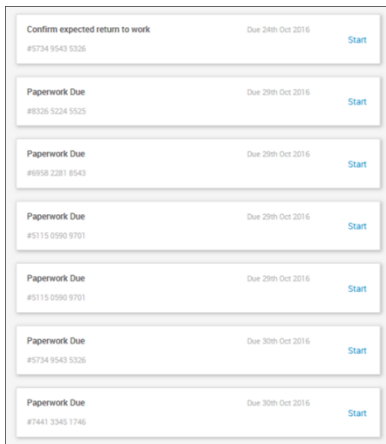 Confirm expected return to work Due 24th Oct 2016
Start
#5734 9543 5326
Paperwork Due Due 29th Oct 2016
Start
#8326 5224 5525
Paperwork Due Due 29th Oct 2016
Start
#6958 2281 8543
Paperwork Due Due 29th Oct 2016
Start
#5115 0590 9701
Paperwork Due Due 29th Oct 2016
Start
#5115 0590 9701
Paperwork Due Due 30th Oct 2016
Start
#5734 9543 5326
Paperwork Due Due 30th Oct 2016
Start
#7441 3345 1746